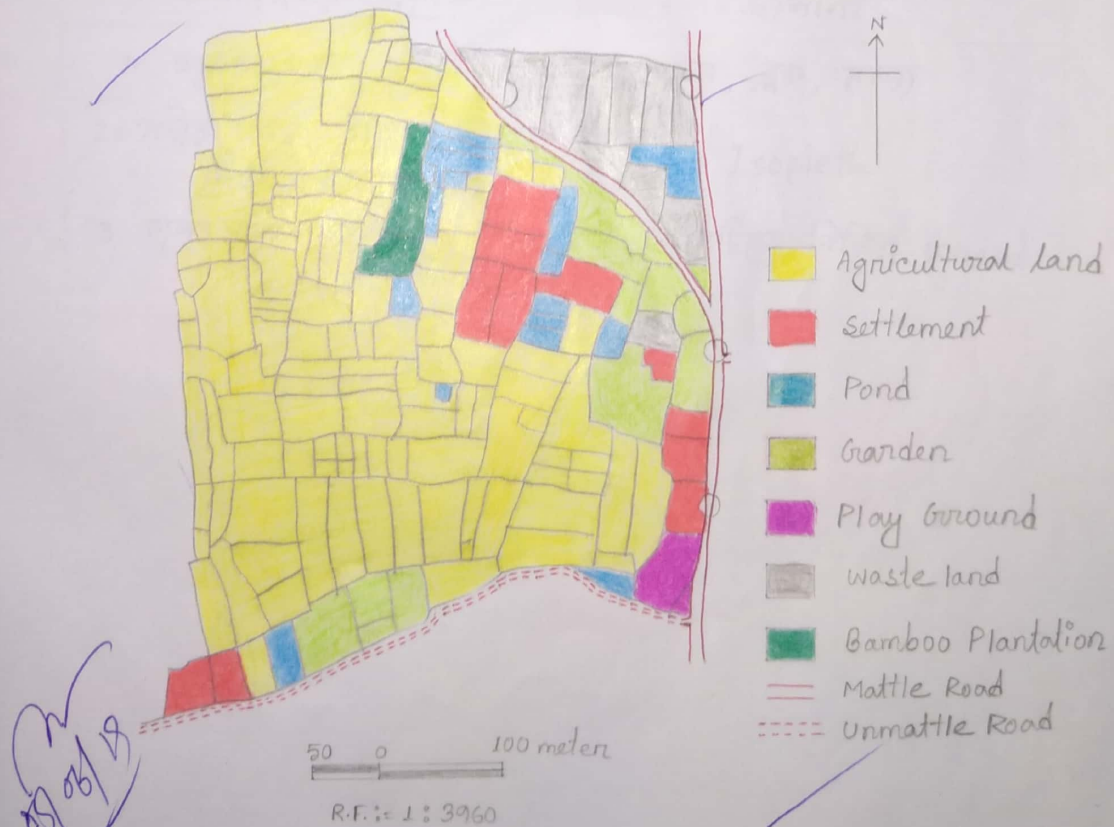 N
Agricultural land
Settlement
Pond
Garden
Play Ground
Waste land
Bamboo Plantation
Mattle Road
Unmattle Road
50 0 100 meter
R.F.:= 1:3960